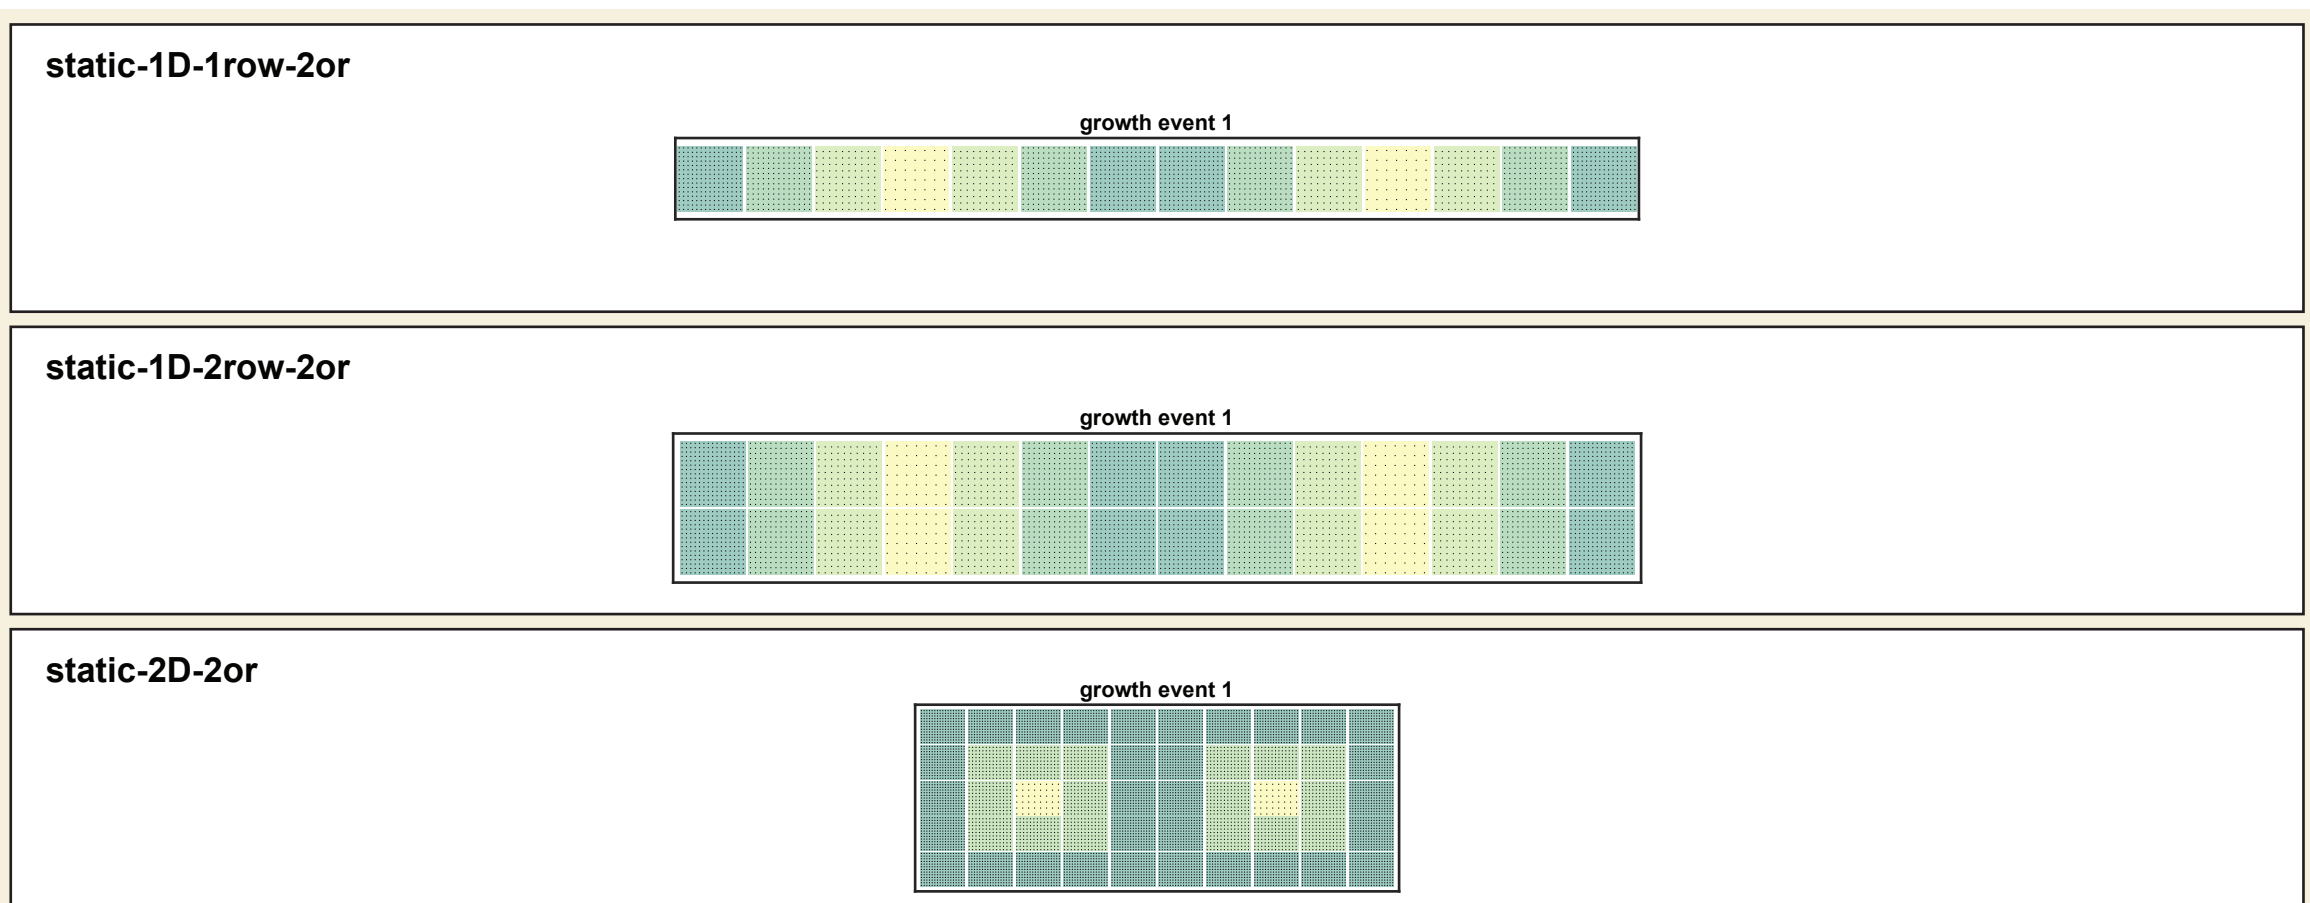 static-1D-1row-2or
growth event 1
static-1D-2row-2or
growth event 1
static-2D-2or
growth event 1